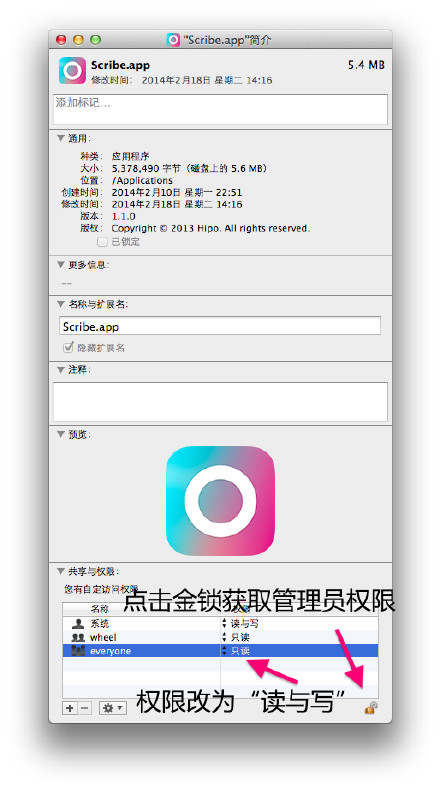 "Scribe.app"简介
Scribe.app 5.4 MB
修改时间: 2014年2月18日 星期二 14:16
添加标记...
通用:
种类: 应用程序
大小: 5,378,490 字节（磁盘上的 5.6 MB）
位置: /Applications
创建时间: 2014年2月10日 星期一 22:51
修改时间: 2014年2月18日 星期二 14:16
版本: 1.1.0
版权: Copyright © 2013 Hipo. All rights reserved.
已锁定
更多信息:
--
名称与扩展名:
Scribe.app
隐藏扩展名
注释:
预览:
共享与权限:
您有自定访问权限
点击金锁获取管理员权限
名称
系统 读与写
wheel 只读
everyone 只读
权限改为“读与写”